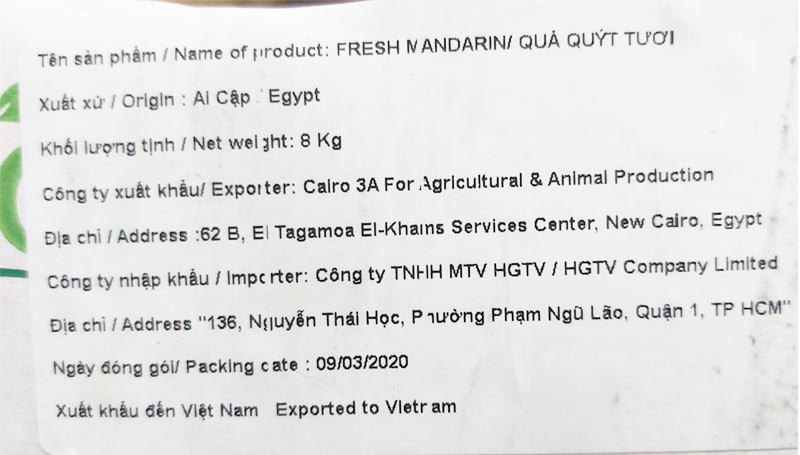 Tên sản phẩm / Name of product: FRESH MANDARIN/ QUẢ QUÝT TƯƠI
Xuất xứ / Origin : Ai Cập / Egypt
Khối lượng tịnh / Net weight: 8 Kg
Công ty xuất khẩu/ Exporter: Cairo 3A For Agricultural & Animal Production
Địa chỉ / Address :62 B, El Tagamoa El-Khams Services Center, New Cairo, Egypt
Công ty nhập khẩu / Importer: Công ty TNHH MTV HGTV / HGTV Company Limited
Địa chỉ / Address "136, Nguyễn Thái Học, Phường Phạm Ngũ Lão, Quận 1, TP HCM"
Ngày đóng gói/ Packing date : 09/03/2020
Xuất khẩu đến Việt Nam Exported to Vietnam